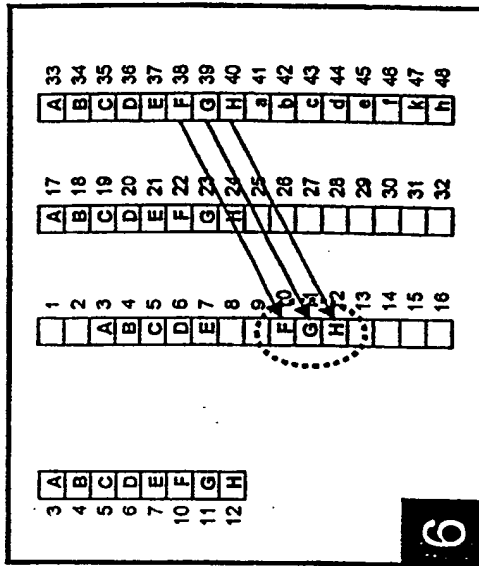 3 A
4 B
5 C
6 D
7 E
10 F
11 G
12 H
1
2
A 3
B 4
C 5
D 6
E 7
8
9
F 10
G 11
H 12
13
14
15
16
A 17
B 18
C 19
D 20
E 21
F 22
G 23
H 24
25
26
27
28
29
30
31
32
A 33
B 34
C 35
D 36
E 37
F 38
G 39
H 40
a 41
b 42
c 43
d 44
e 45
f 46
k 47
h 48
6